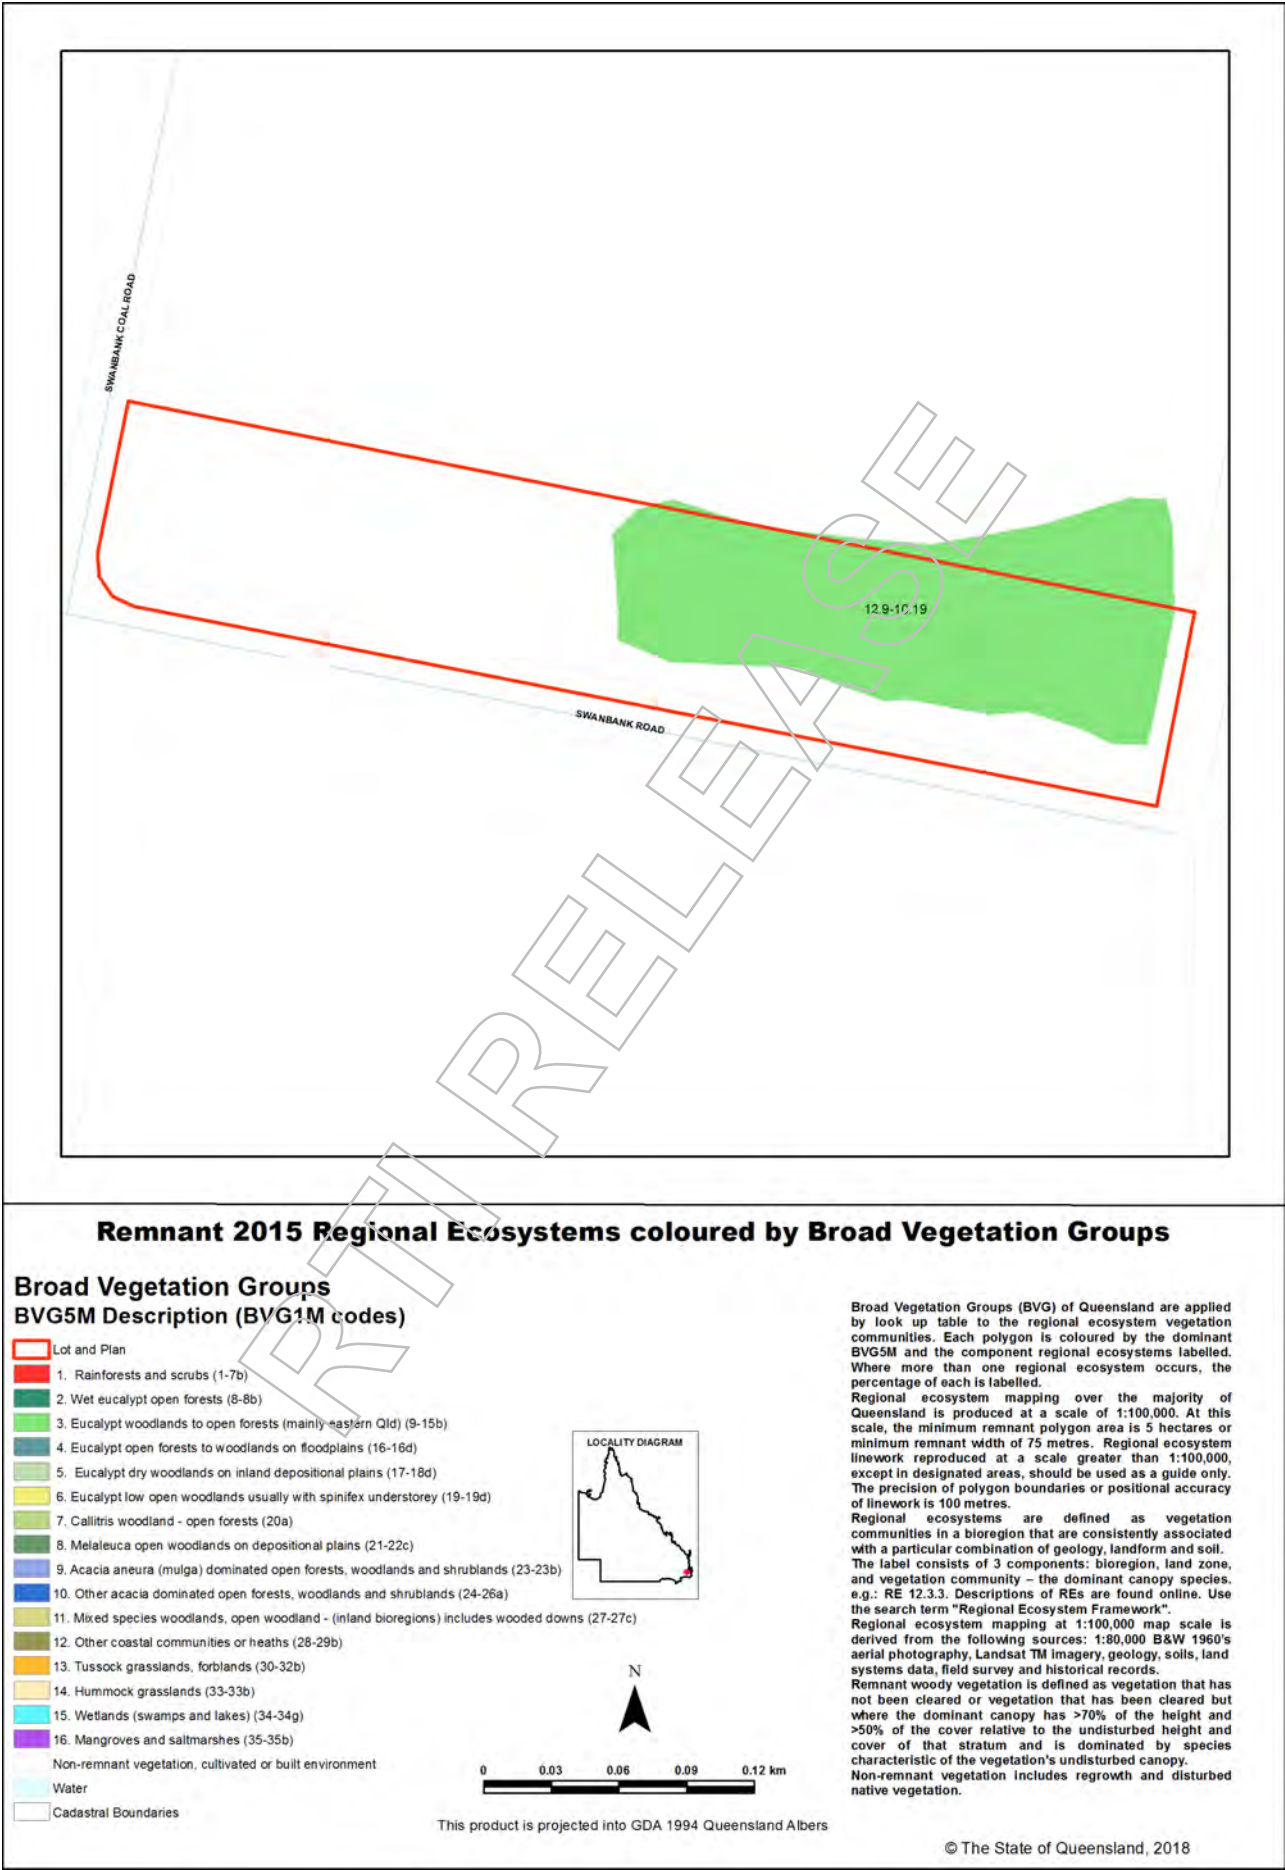 SWANBANK COAL ROAD
12.9-10.19
SWANBANK ROAD
RTI RELEASE
Remnant 2015 Regional Ecosystems coloured by Broad Vegetation Groups
Broad Vegetation Groups
BVG5M Description (BVG1M codes)
Lot and Plan
1. Rainforests and scrubs (1-7b)
2. Wet eucalypt open forests (8-8b)
3. Eucalypt woodlands to open forests (mainly eastern Qld) (9-15b)
4. Eucalypt open forests to woodlands on floodplains (16-16d)
5. Eucalypt dry woodlands on inland depositional plains (17-18d)
6. Eucalypt low open woodlands usually with spinifex understorey (19-19d)
7. Callitris woodland - open forests (20a)
8. Melaleuca open woodlands on depositional plains (21-22c)
9. Acacia aneura (mulga) dominated open forests, woodlands and shrublands (23-23b)
10. Other acacia dominated open forests, woodlands and shrublands (24-26a)
11. Mixed species woodlands, open woodland - (inland bioregions) includes wooded downs (27-27c)
12. Other coastal communities or heaths (28-29b)
13. Tussock grasslands, forblands (30-32b)
14. Hummock grasslands (33-33b)
15. Wetlands (swamps and lakes) (34-34g)
16. Mangroves and saltmarshes (35-35b)
Non-remnant vegetation, cultivated or built environment
Water
Cadastral Boundaries
LOCALITY DIAGRAM
N
0 0.03 0.06 0.09 0.12 km
This product is projected into GDA 1994 Queensland Albers
Broad Vegetation Groups (BVG) of Queensland are applied
by look up table to the regional ecosystem vegetation
communities. Each polygon is coloured by the dominant
BVG5M and the component regional ecosystems labelled.
Where more than one regional ecosystem occurs, the
percentage of each is labelled.
Regional ecosystem mapping over the majority of
Queensland is produced at a scale of 1:100,000. At this
scale, the minimum remnant polygon area is 5 hectares or
minimum remnant width of 75 metres. Regional ecosystem
linework reproduced at a scale greater than 1:100,000,
except in designated areas, should be used as a guide only.
The precision of polygon boundaries or positional accuracy
of linework is 100 metres.
Regional ecosystems are defined as vegetation
communities in a bioregion that are consistently associated
with a particular combination of geology, landform and soil.
The label consists of 3 components: bioregion, land zone,
and vegetation community – the dominant canopy species.
e.g.: RE 12.3.3. Descriptions of REs are found online. Use
the search term "Regional Ecosystem Framework".
Regional ecosystem mapping at 1:100,000 map scale is
derived from the following sources: 1:80,000 B&W 1960's
aerial photography, Landsat TM imagery, geology, soils, land
systems data, field survey and historical records.
Remnant woody vegetation is defined as vegetation that has
not been cleared or vegetation that has been cleared but
where the dominant canopy has >70% of the height and
>50% of the cover relative to the undisturbed height and
cover of that stratum and is dominated by species
characteristic of the vegetation's undisturbed canopy.
Non-remnant vegetation includes regrowth and disturbed
native vegetation.
© The State of Queensland, 2018